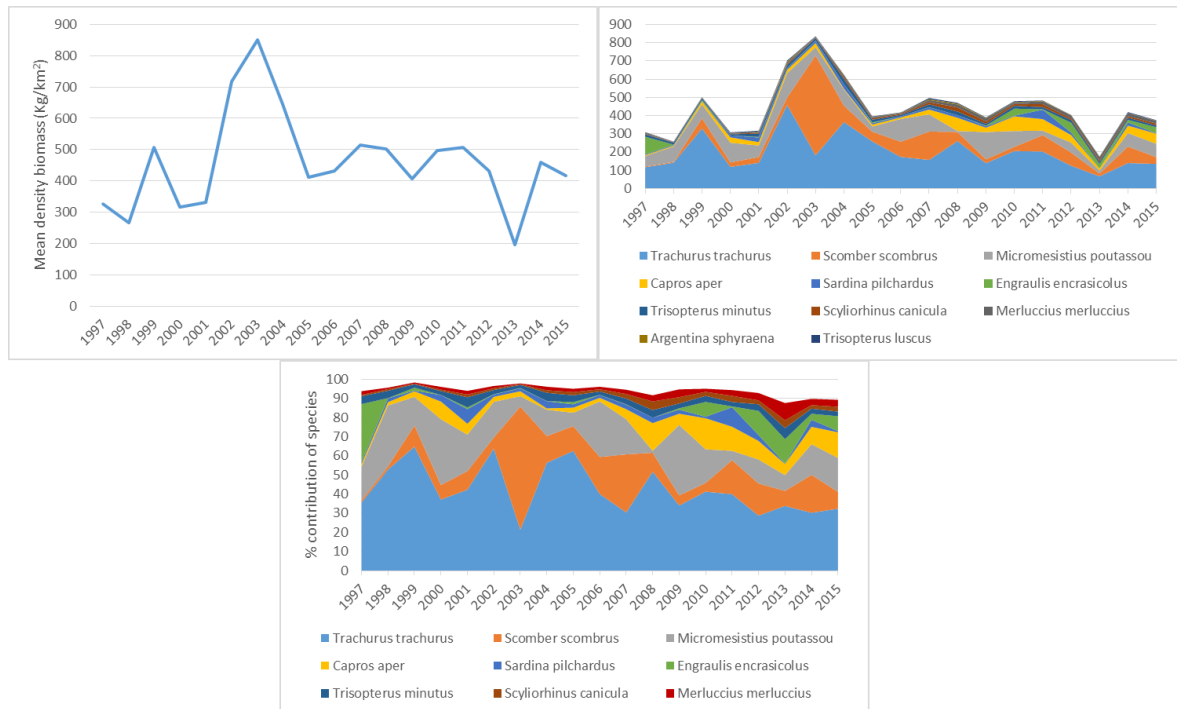 900
800
700
600
500
400
300
200
100
0
Mean density biomass (Kg/km²)
1997 1998 1999 2000 2001 2002 2003 2004 2005 2006 2007 2008 2009 2010 2011 2012 2013 2014 2015
900
800
700
600
500
400
300
200
100
0
1997 1998 1999 2000 2001 2002 2003 2004 2005 2006 2007 2008 2009 2010 2011 2012 2013 2014 2015
Trachurus trachurus Scomber scombrus Micromesistius poutassou
Capros aper Sardina pilchardus Engraulis encrasicolus
Trisopterus minutus Scyliorhinus canicula Merluccius merluccius
Argentina sphyraena Trisopterus luscus
100
90
80
70
60
50
40
30
20
10
0
% contribution of species
1997 1998 1999 2000 2001 2002 2003 2004 2005 2006 2007 2008 2009 2010 2011 2012 2013 2014 2015
Trachurus trachurus Scomber scombrus Micromesistius poutassou
Capros aper Sardina pilchardus Engraulis encrasicolus
Trisopterus minutus Scyliorhinus canicula Merluccius merluccius